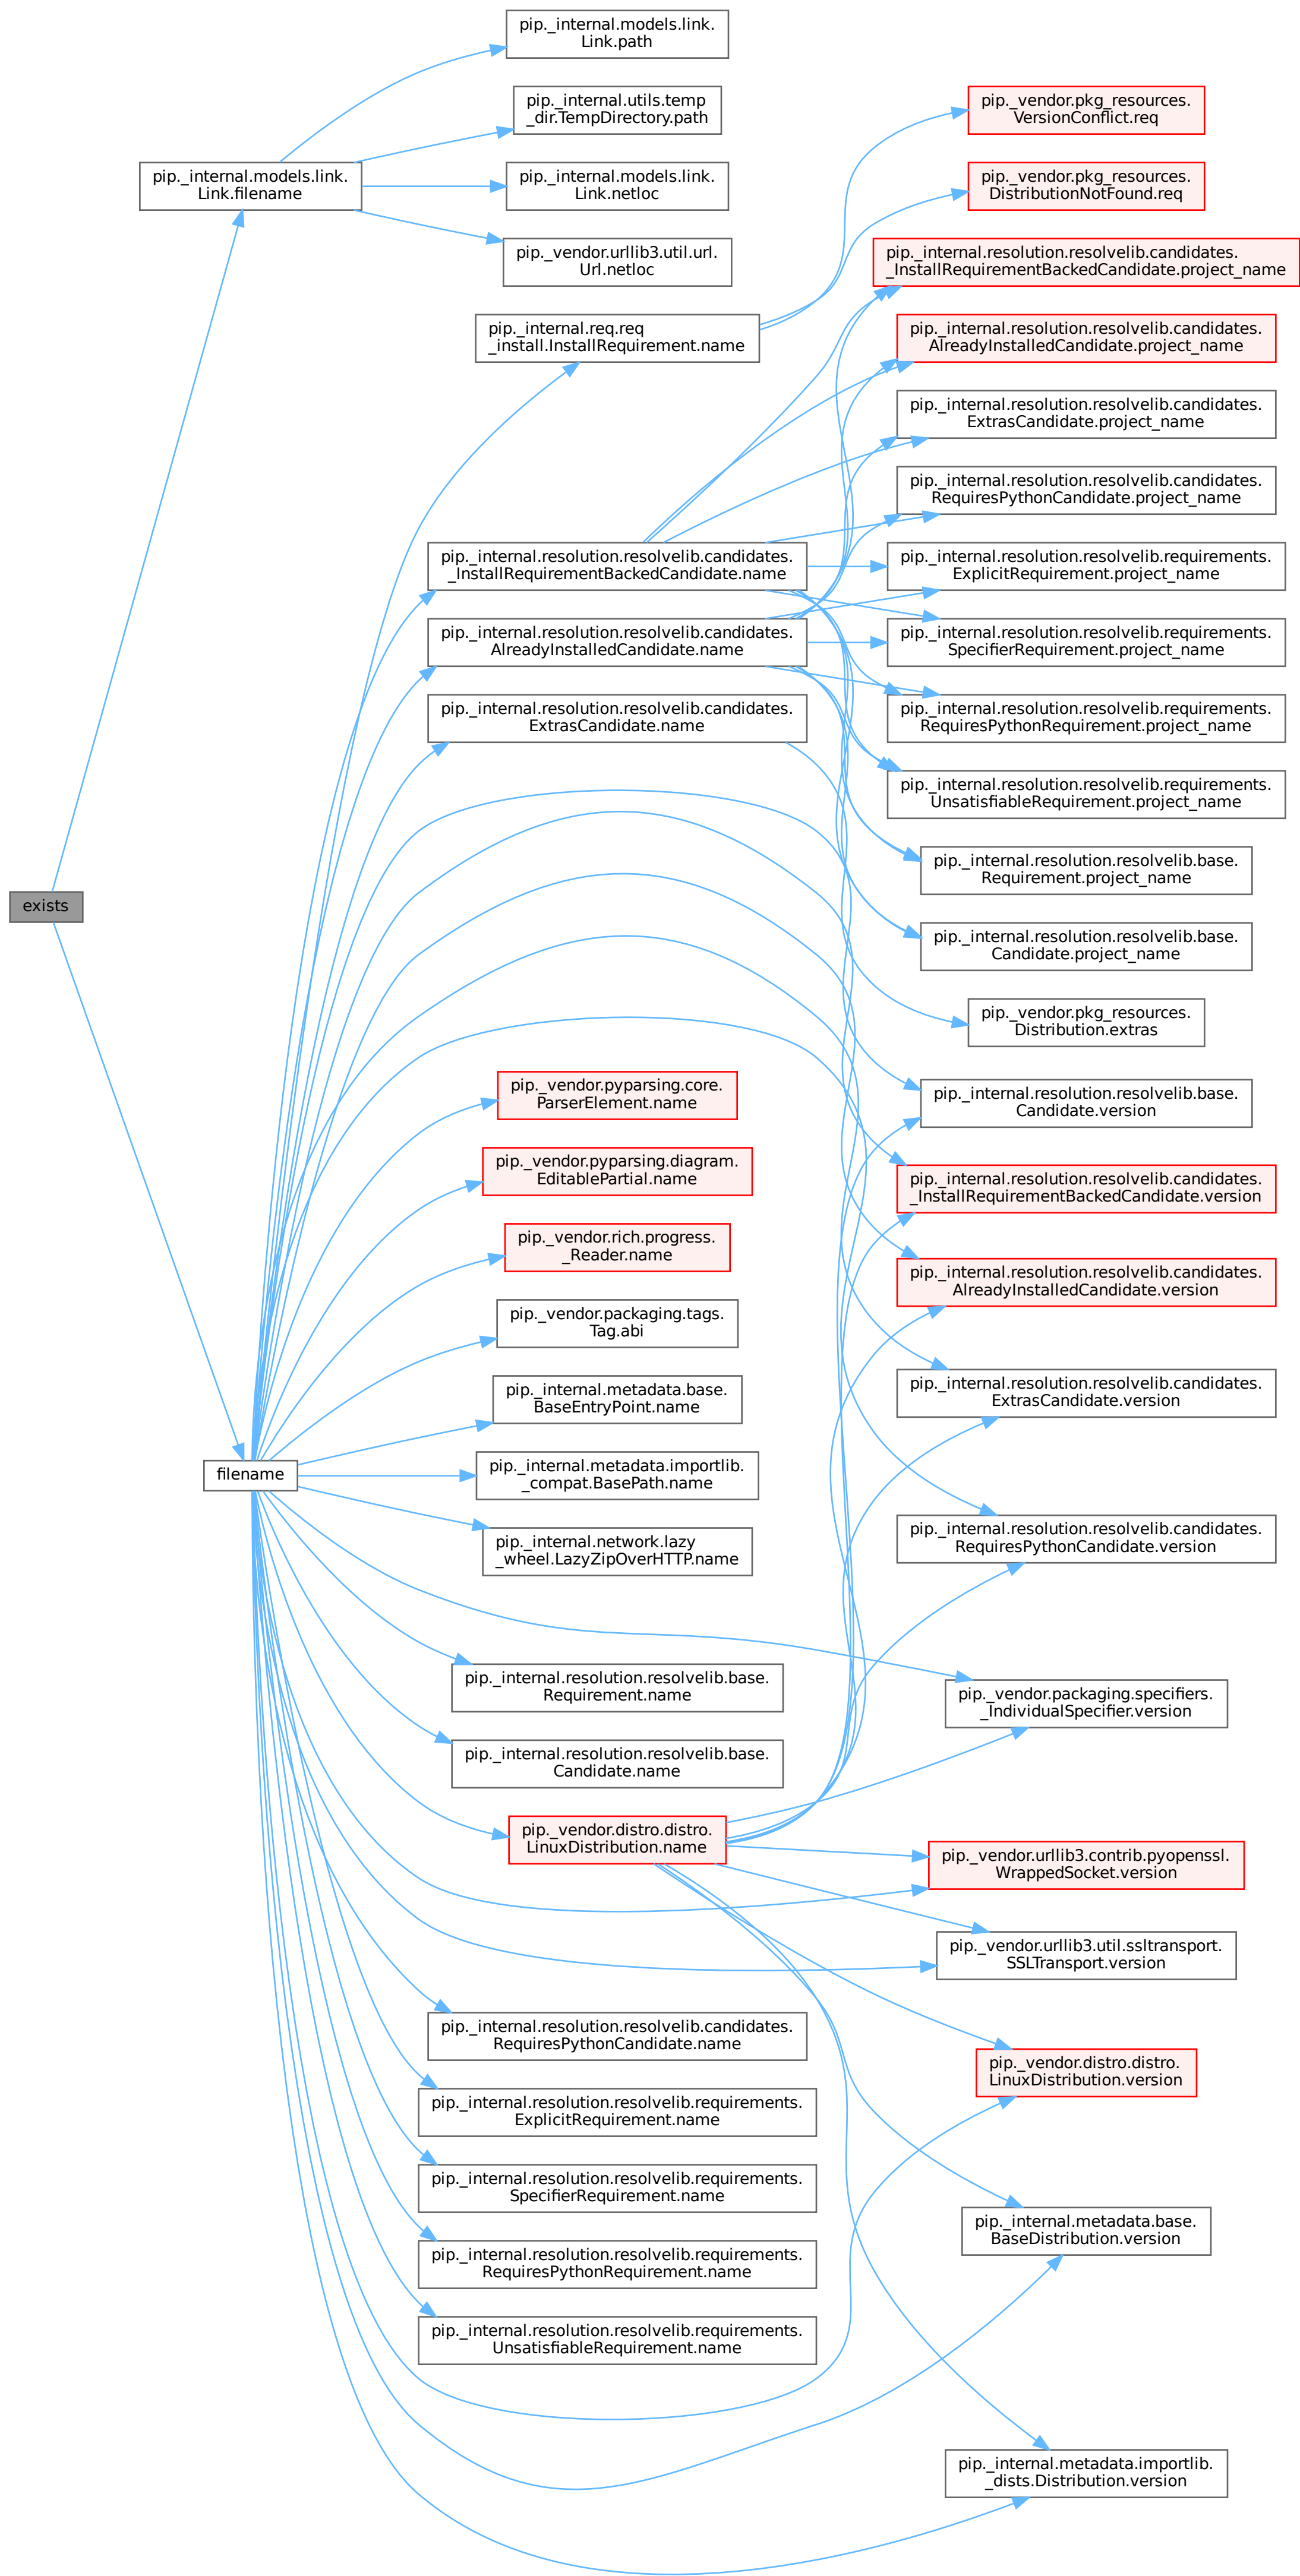 pip._internal.models.link.
Link.path
pip._internal.utils.temp
_dir.TempDirectory.path
pip._internal.models.link.
Link.filename
pip._internal.models.link.
Link.netloc
pip._vendor.urllib3.util.url.
Url.netloc
pip._vendor.pkg_resources.
VersionConflict.req
pip._vendor.pkg_resources.
DistributionNotFound.req
pip._internal.resolution.resolvelib.candidates.
_InstallRequirementBackedCandidate.project_name
pip._internal.req.req
_install.InstallRequirement.name
pip._internal.resolution.resolvelib.candidates.
AlreadyInstalledCandidate.project_name
pip._internal.resolution.resolvelib.candidates.
ExtrasCandidate.project_name
pip._internal.resolution.resolvelib.candidates.
RequiresPythonCandidate.project_name
pip._internal.resolution.resolvelib.candidates.
_InstallRequirementBackedCandidate.name
pip._internal.resolution.resolvelib.requirements.
ExplicitRequirement.project_name
pip._internal.resolution.resolvelib.candidates.
AlreadyInstalledCandidate.name
pip._internal.resolution.resolvelib.requirements.
SpecifierRequirement.project_name
pip._internal.resolution.resolvelib.candidates.
ExtrasCandidate.name
pip._internal.resolution.resolvelib.requirements.
RequiresPythonRequirement.project_name
pip._internal.resolution.resolvelib.requirements.
UnsatisfiableRequirement.project_name
pip._internal.resolution.resolvelib.base.
Requirement.project_name
exists
pip._internal.resolution.resolvelib.base.
Candidate.project_name
pip._vendor.pkg_resources.
Distribution.extras
pip._vendor.pyparsing.core.
ParserElement.name
pip._internal.resolution.resolvelib.base.
Candidate.version
pip._vendor.pyparsing.diagram.
EditablePartial.name
pip._internal.resolution.resolvelib.candidates.
_InstallRequirementBackedCandidate.version
pip._vendor.rich.progress.
_Reader.name
pip._internal.resolution.resolvelib.candidates.
AlreadyInstalledCandidate.version
pip._vendor.packaging.tags.
Tag.abi
pip._internal.metadata.base.
BaseEntryPoint.name
pip._internal.resolution.resolvelib.candidates.
ExtrasCandidate.version
filename
pip._internal.metadata.importlib.
_compat.BasePath.name
pip._internal.network.lazy
_wheel.LazyZipOverHTTP.name
pip._internal.resolution.resolvelib.candidates.
RequiresPythonCandidate.version
pip._internal.resolution.resolvelib.base.
Requirement.name
pip._vendor.packaging.specifiers.
_IndividualSpecifier.version
pip._internal.resolution.resolvelib.base.
Candidate.name
pip._vendor.distro.distro.
LinuxDistribution.name
pip._vendor.urllib3.contrib.pyopenssl.
WrappedSocket.version
pip._vendor.urllib3.util.ssltransport.
SSLTransport.version
pip._internal.resolution.resolvelib.candidates.
RequiresPythonCandidate.name
pip._vendor.distro.distro.
LinuxDistribution.version
pip._internal.resolution.resolvelib.requirements.
ExplicitRequirement.name
pip._internal.resolution.resolvelib.requirements.
SpecifierRequirement.name
pip._internal.metadata.base.
BaseDistribution.version
pip._internal.resolution.resolvelib.requirements.
RequiresPythonRequirement.name
pip._internal.resolution.resolvelib.requirements.
UnsatisfiableRequirement.name
pip._internal.metadata.importlib.
_dists.Distribution.version